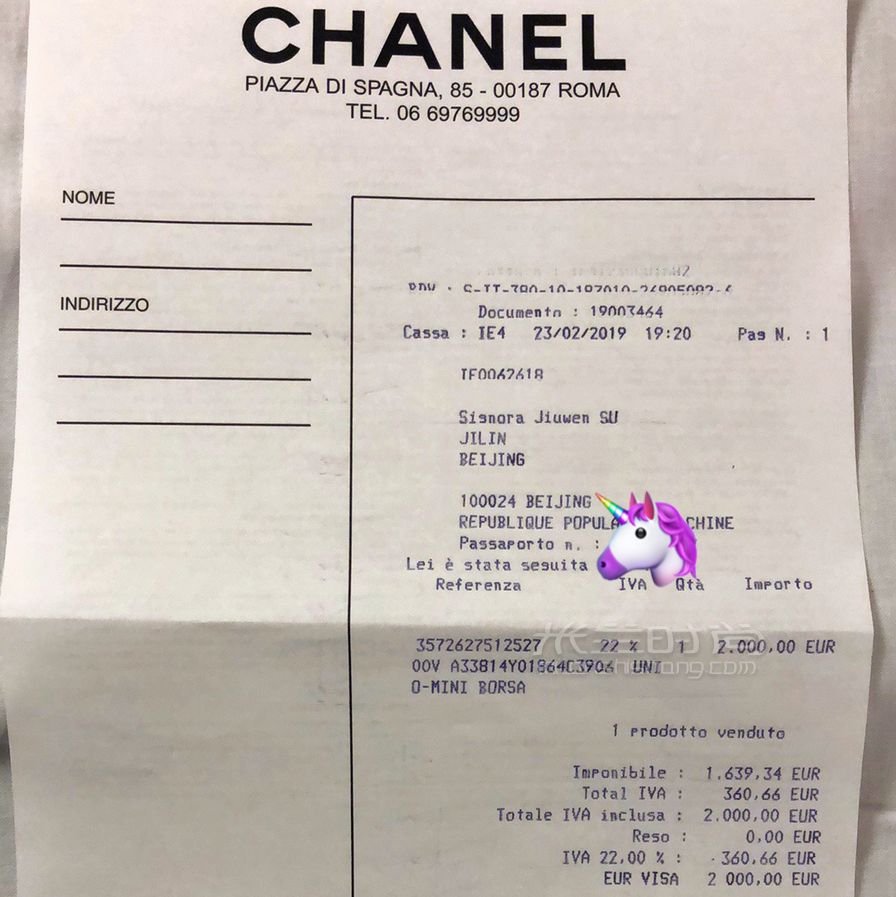 CHANEL
PIAZZA DI SPAGNA, 85 - 00187 ROMA
TEL. 06 69769999
NOME
INDIRIZZO
Documento : 19003464
Cassa : IE4 23/02/2019 19:20 Pag N. : 1
Signora Jiuwen SU
JILIN
BEIJING
100024 BEIJING
REPUBLIQUE POPULA CHINE
Passaporto n. :
Lei è stata seguita
Referenza IVA Qtà Importo
3572627512527 22 % 1 2.000,00 EUR
00V A33814Y01864C3906 UNI
O-MINI BORSA
1 prodotto venduto
Imponibile : 1.639,34 EUR
Total IVA : 360,66 EUR
Totale IVA inclusa : 2.000,00 EUR
Reso : 0,00 EUR
IVA 22,00 % : 360,66 EUR
EUR VISA 2 000,00 EUR